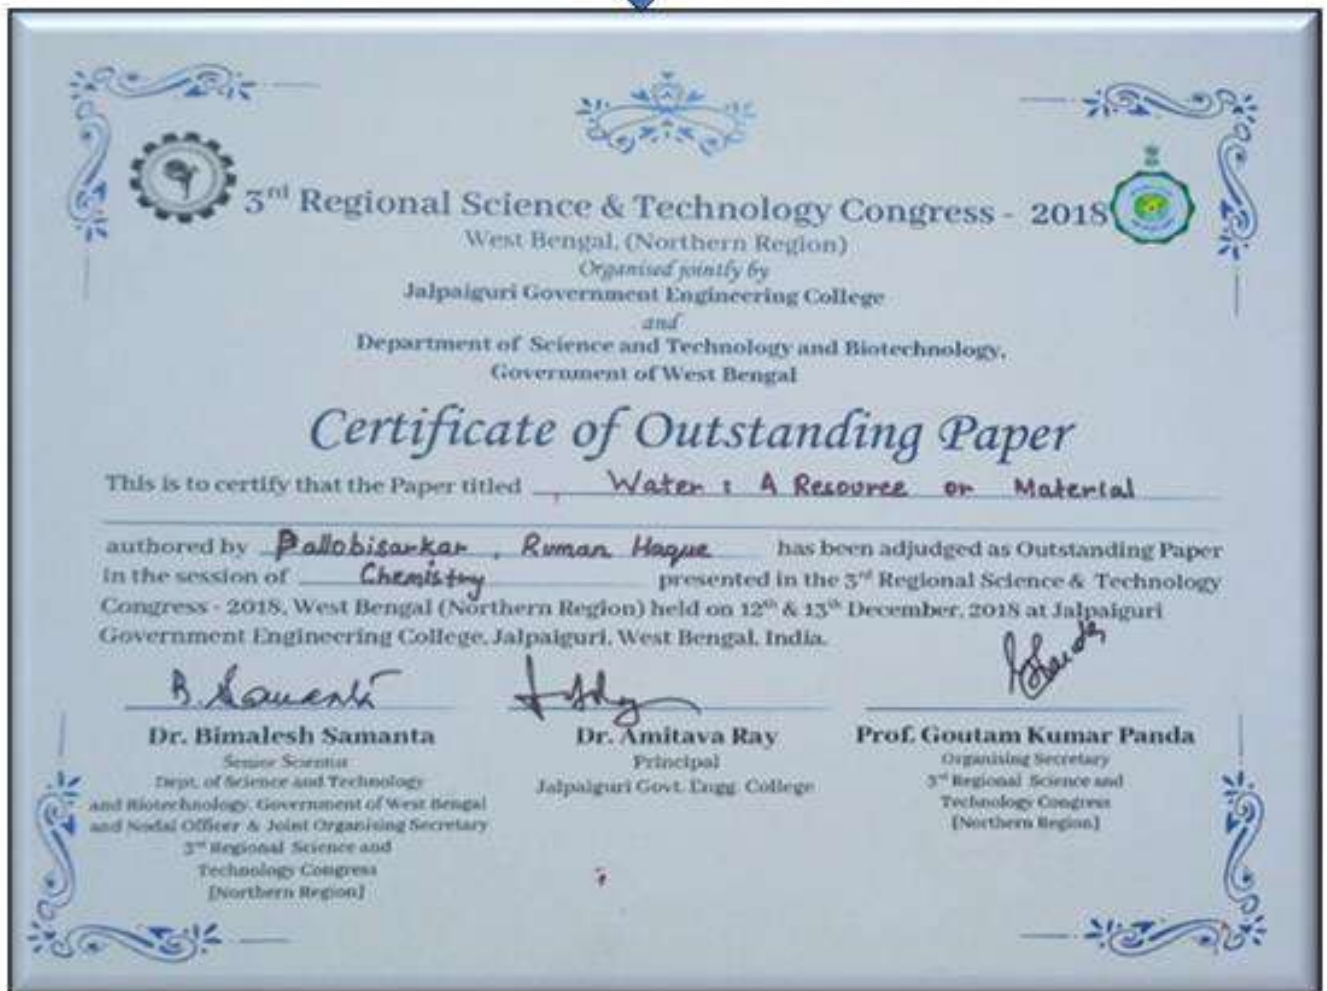 3rd Regional Science & Technology Congress - 2018
West Bengal, (Northern Region)
Organised jointly by
Jalpaiguri Government Engineering College
and
Department of Science and Technology and Biotechnology,
Government of West Bengal
Certificate of Outstanding Paper
This is to certify that the Paper titled Water : A Resource or Material
authored by Pallobisarkar, Ruman Haque has been adjudged as Outstanding Paper
in the session of Chemistry presented in the 3rd Regional Science & Technology
Congress - 2018, West Bengal (Northern Region) held on 12th & 13th December, 2018 at Jalpaiguri
Government Engineering College, Jalpaiguri, West Bengal, India.
B. Samanta
Dr. Bimalesh Samanta
Senior Scientist
Dept. of Science and Technology
and Biotechnology, Government of West Bengal
and Nodal Officer & Joint Organising Secretary
3rd Regional Science and
Technology Congress
[Northern Region]
Dr. Amitava Ray
Principal
Jalpaiguri Govt. Engg. College
Prof. Goutam Kumar Panda
Organising Secretary
3rd Regional Science and
Technology Congress
[Northern Region]